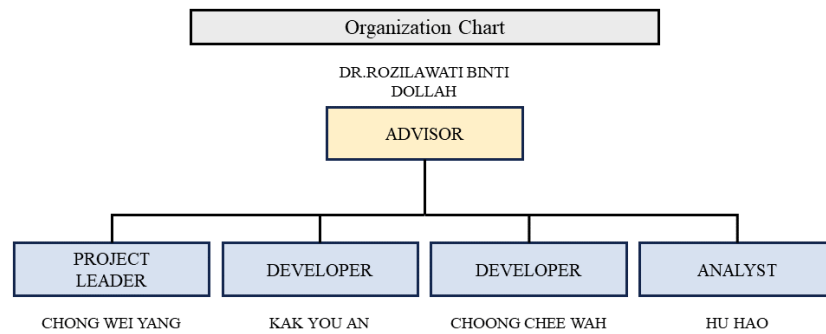 Organization Chart
DR.ROZILAWATI BINTI
DOLLAH
ADVISOR
PROJECT
LEADER
DEVELOPER
DEVELOPER
ANALYST
CHONG WEI YANG
KAK YOU AN
CHOONG CHEE WAH
HU HAO